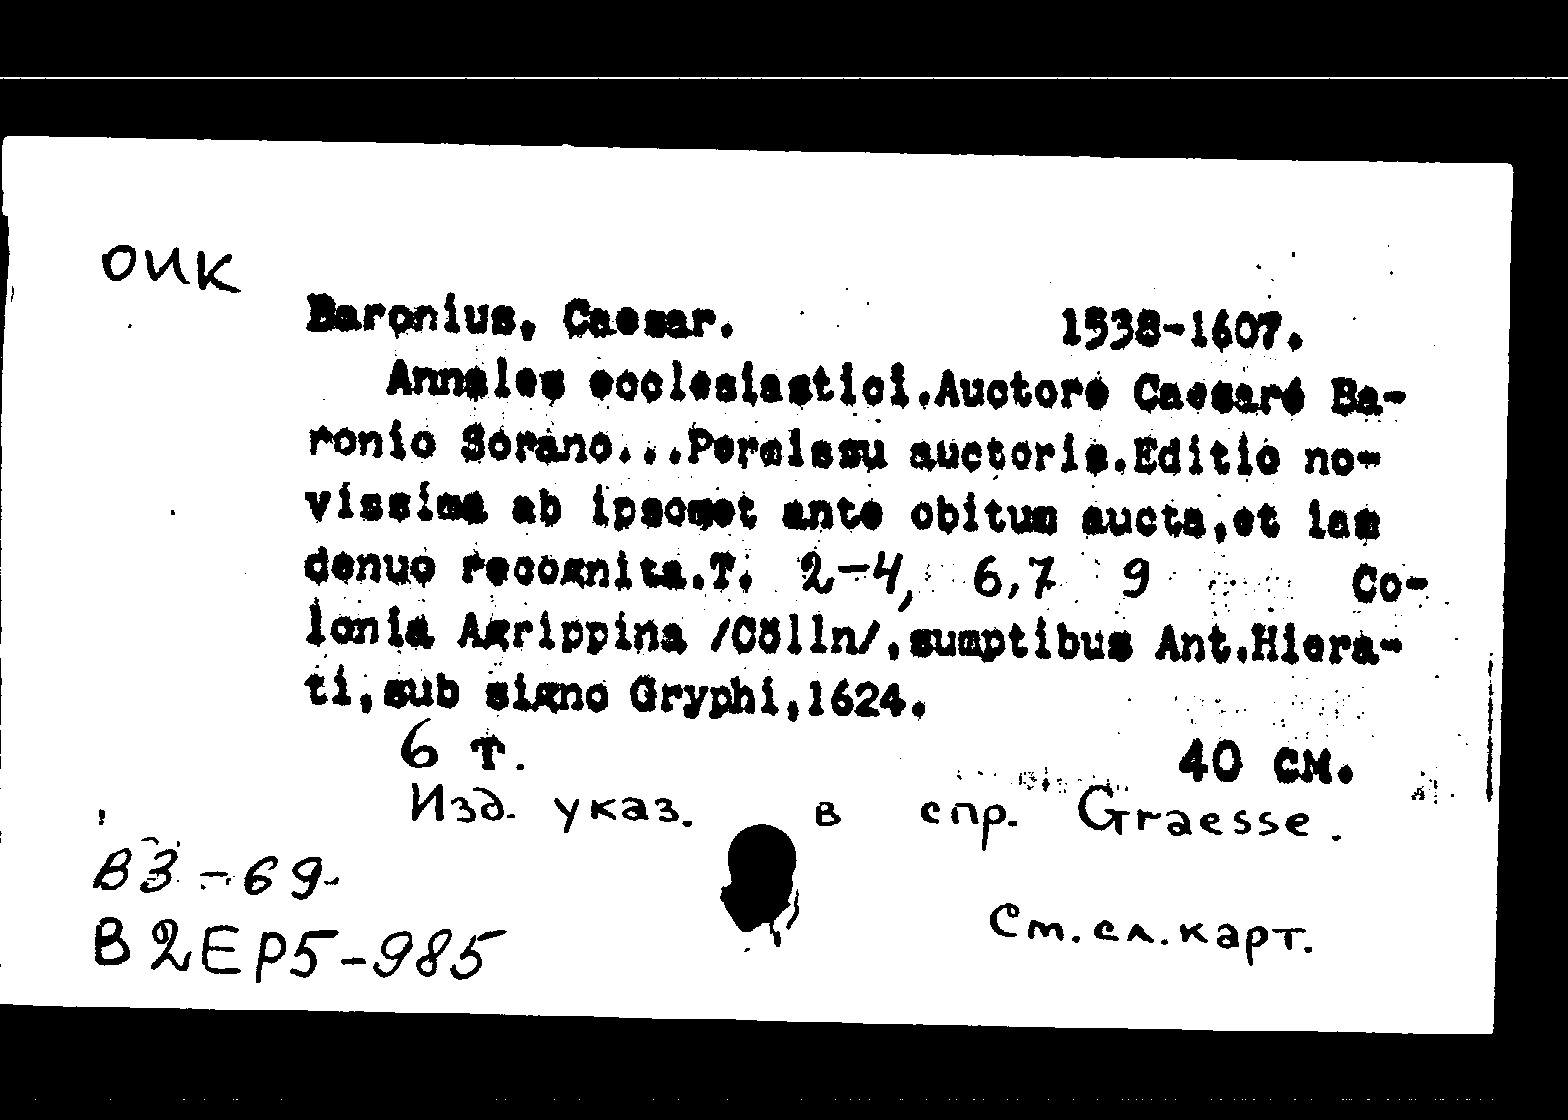 ОИК
Baronius, Caesar. 1538-1607.
Annales ecclesiastici.Auctore Caesare Ba-
ronio Sorano...Permissu auctoris.Editio no-
vissima ab ipsomet ante obitum aucta,et iam
denuo recognita.T. 2-4, 6,7 9 Co-
lonia Agrippina /Cölln/,sumptibus Ant.Hiera-
ti,sub signo Gryphi,1624.
6 т. 40 см.
Изд. указ. в спр. Graesse.
В3-69
В2ЕР5-985
См.сл.карт.